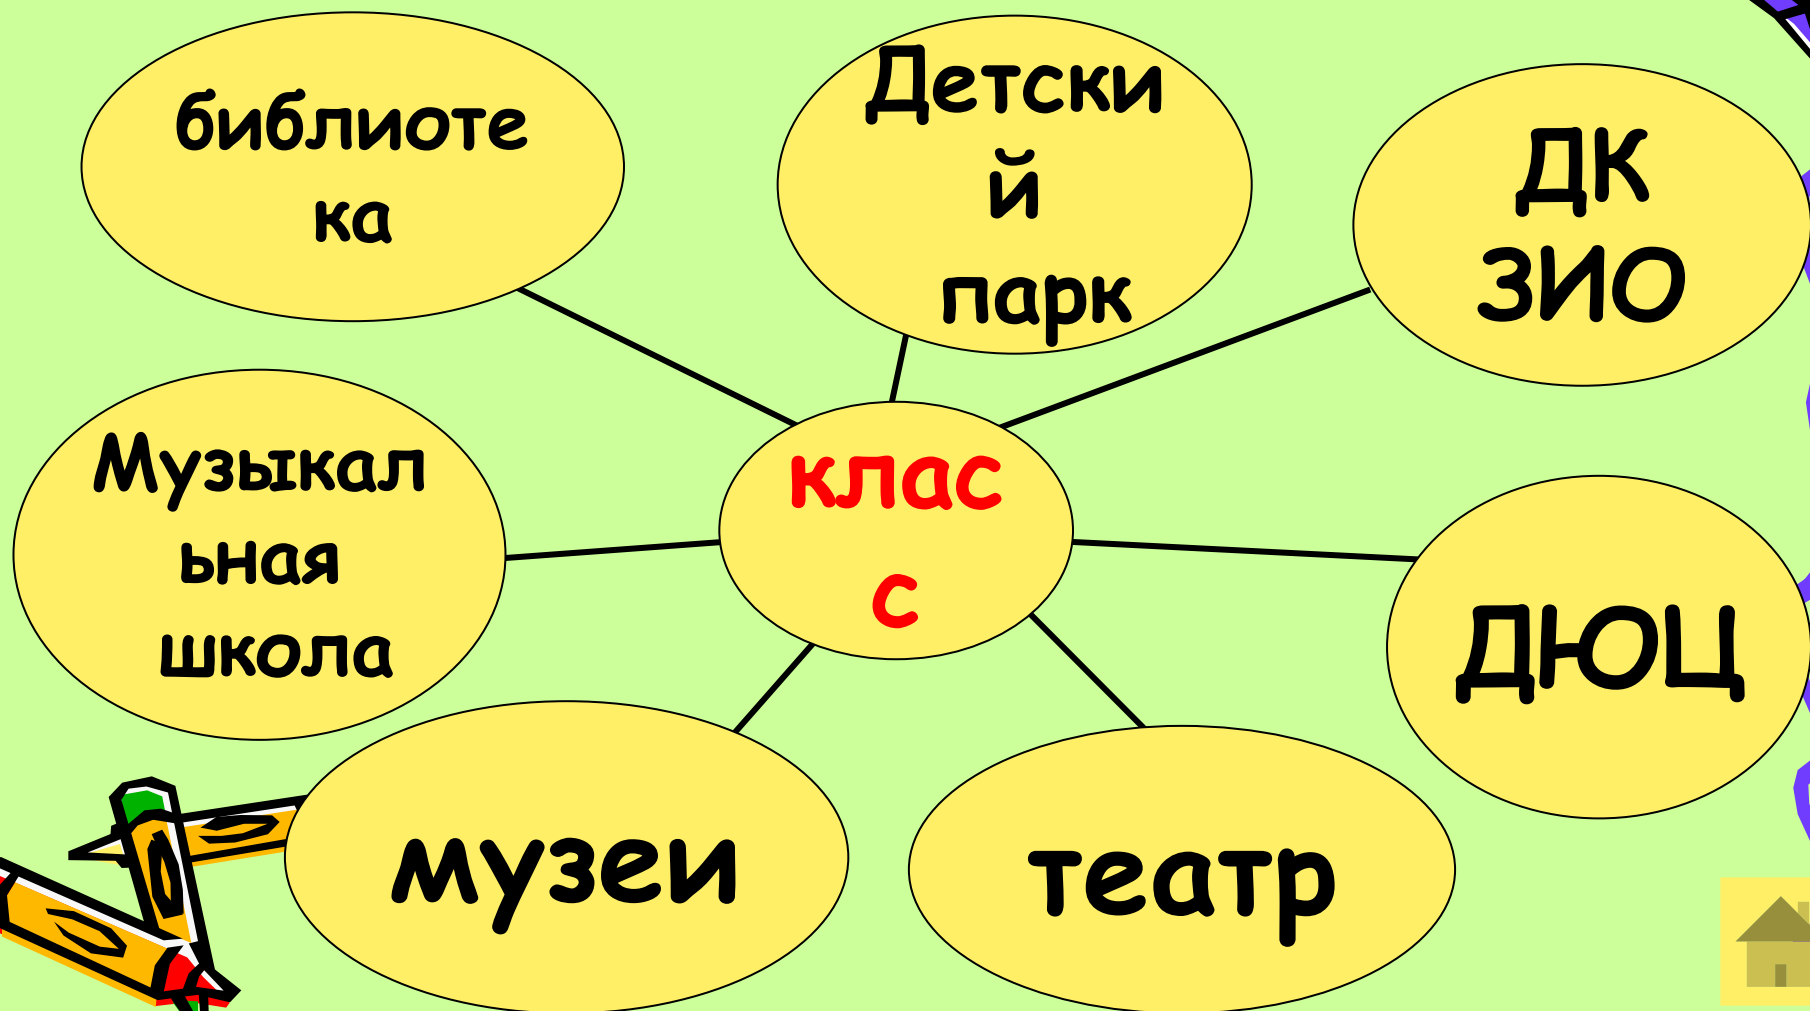 библиоте
ка
Детски
й
парк
ДК
ЗИО
Музыкал
ьная
школа
клас
с
ДЮЦ
музеи
театр